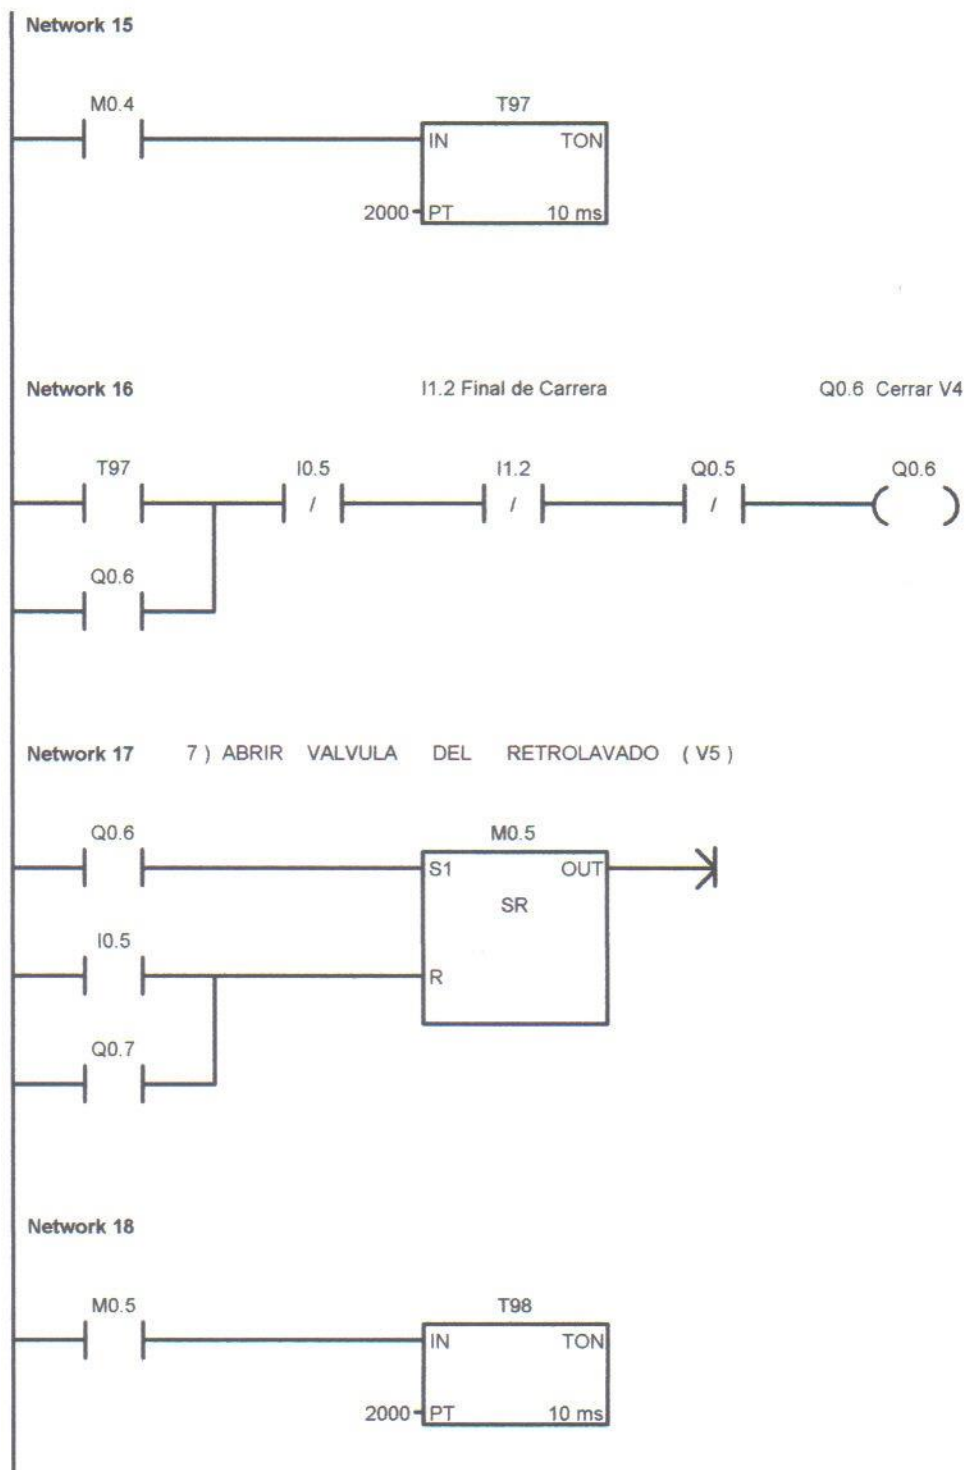 Network 15
M0.4
T97
IN TON
2000 PT 10 ms
Network 16 I1.2 Final de Carrera Q0.6 Cerrar V4
T97 I0.5 I1.2 Q0.5 Q0.6
/ / / ( )
Q0.6
Network 17 7 ) ABRIR VALVULA DEL RETROLAVADO ( V5 )
Q0.6 M0.5
S1 OUT
SR
I0.5
R
Q0.7
Network 18
M0.5 T98
IN TON
2000 PT 10 ms